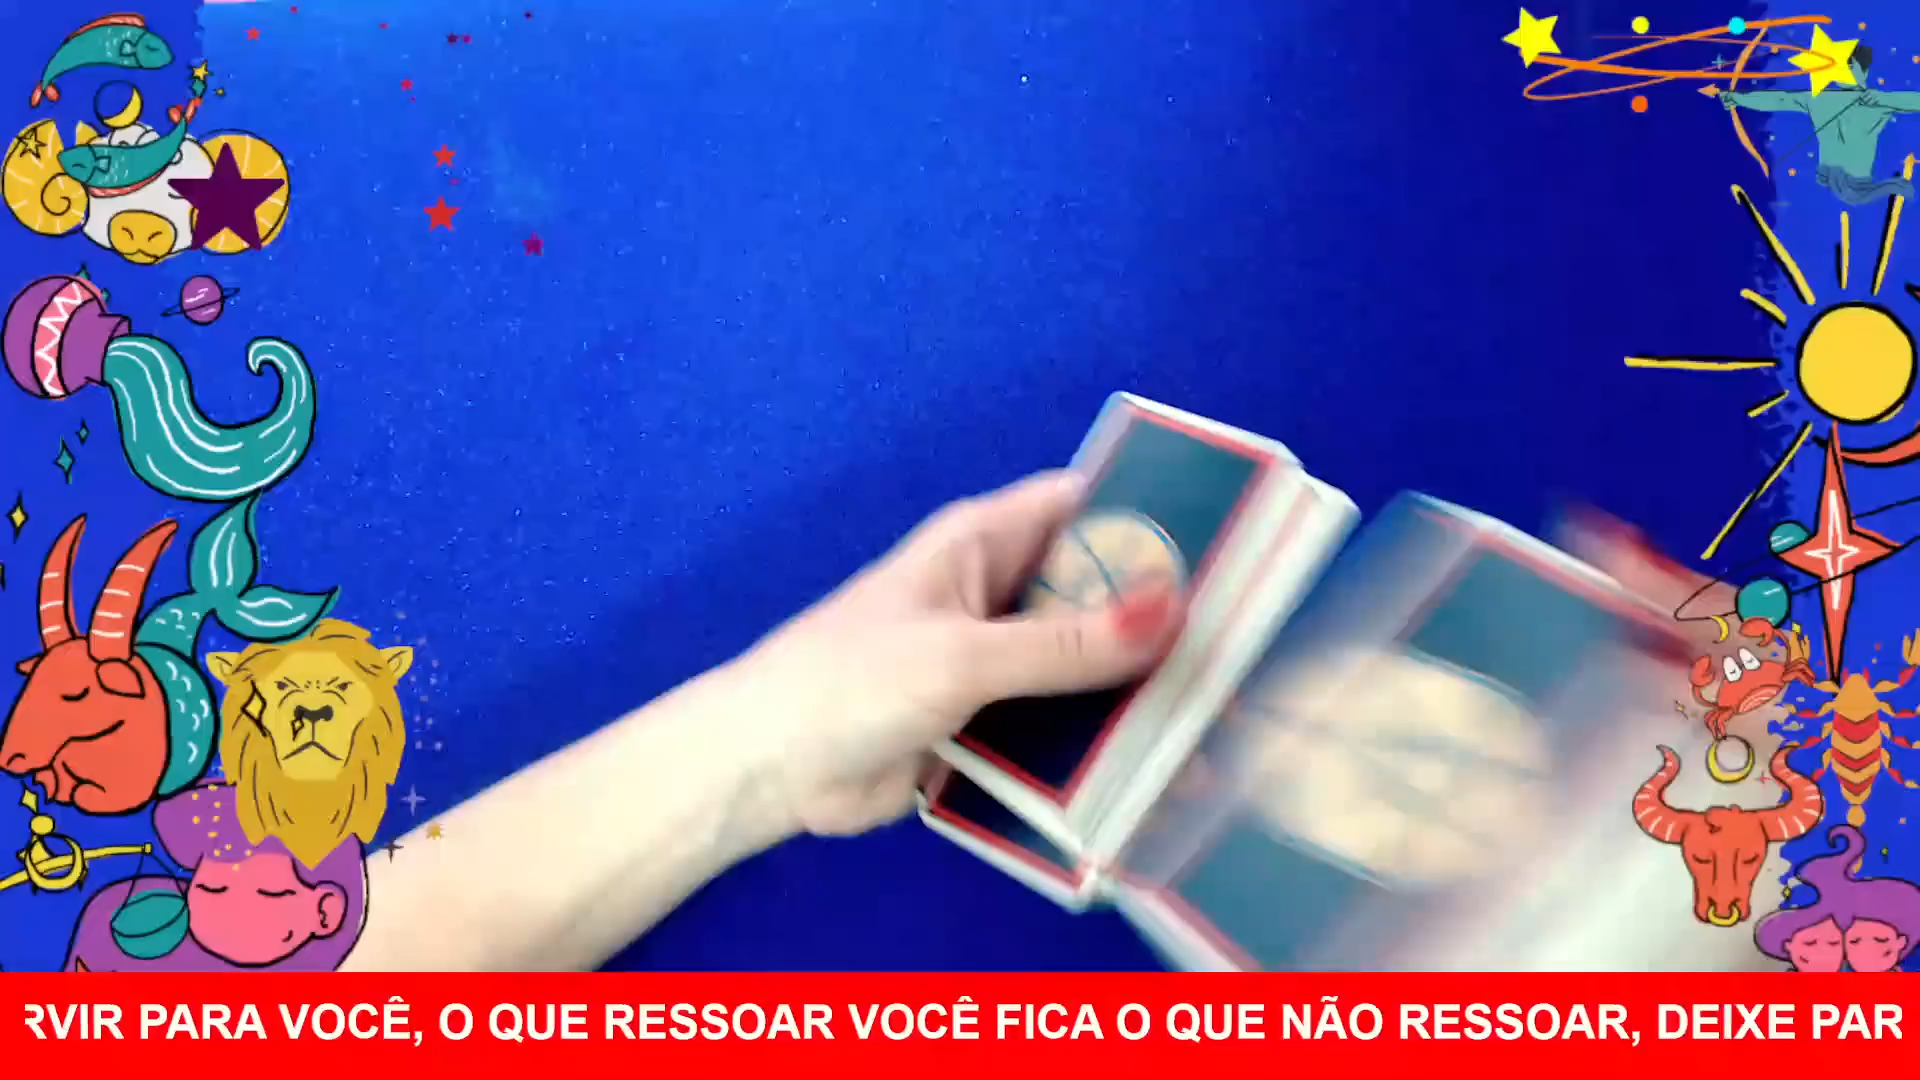 RVIR PARA VOCÊ, O QUE RESSOAR VOCÊ FICA O QUE NÃO RESSOAR, DEIXE PAR